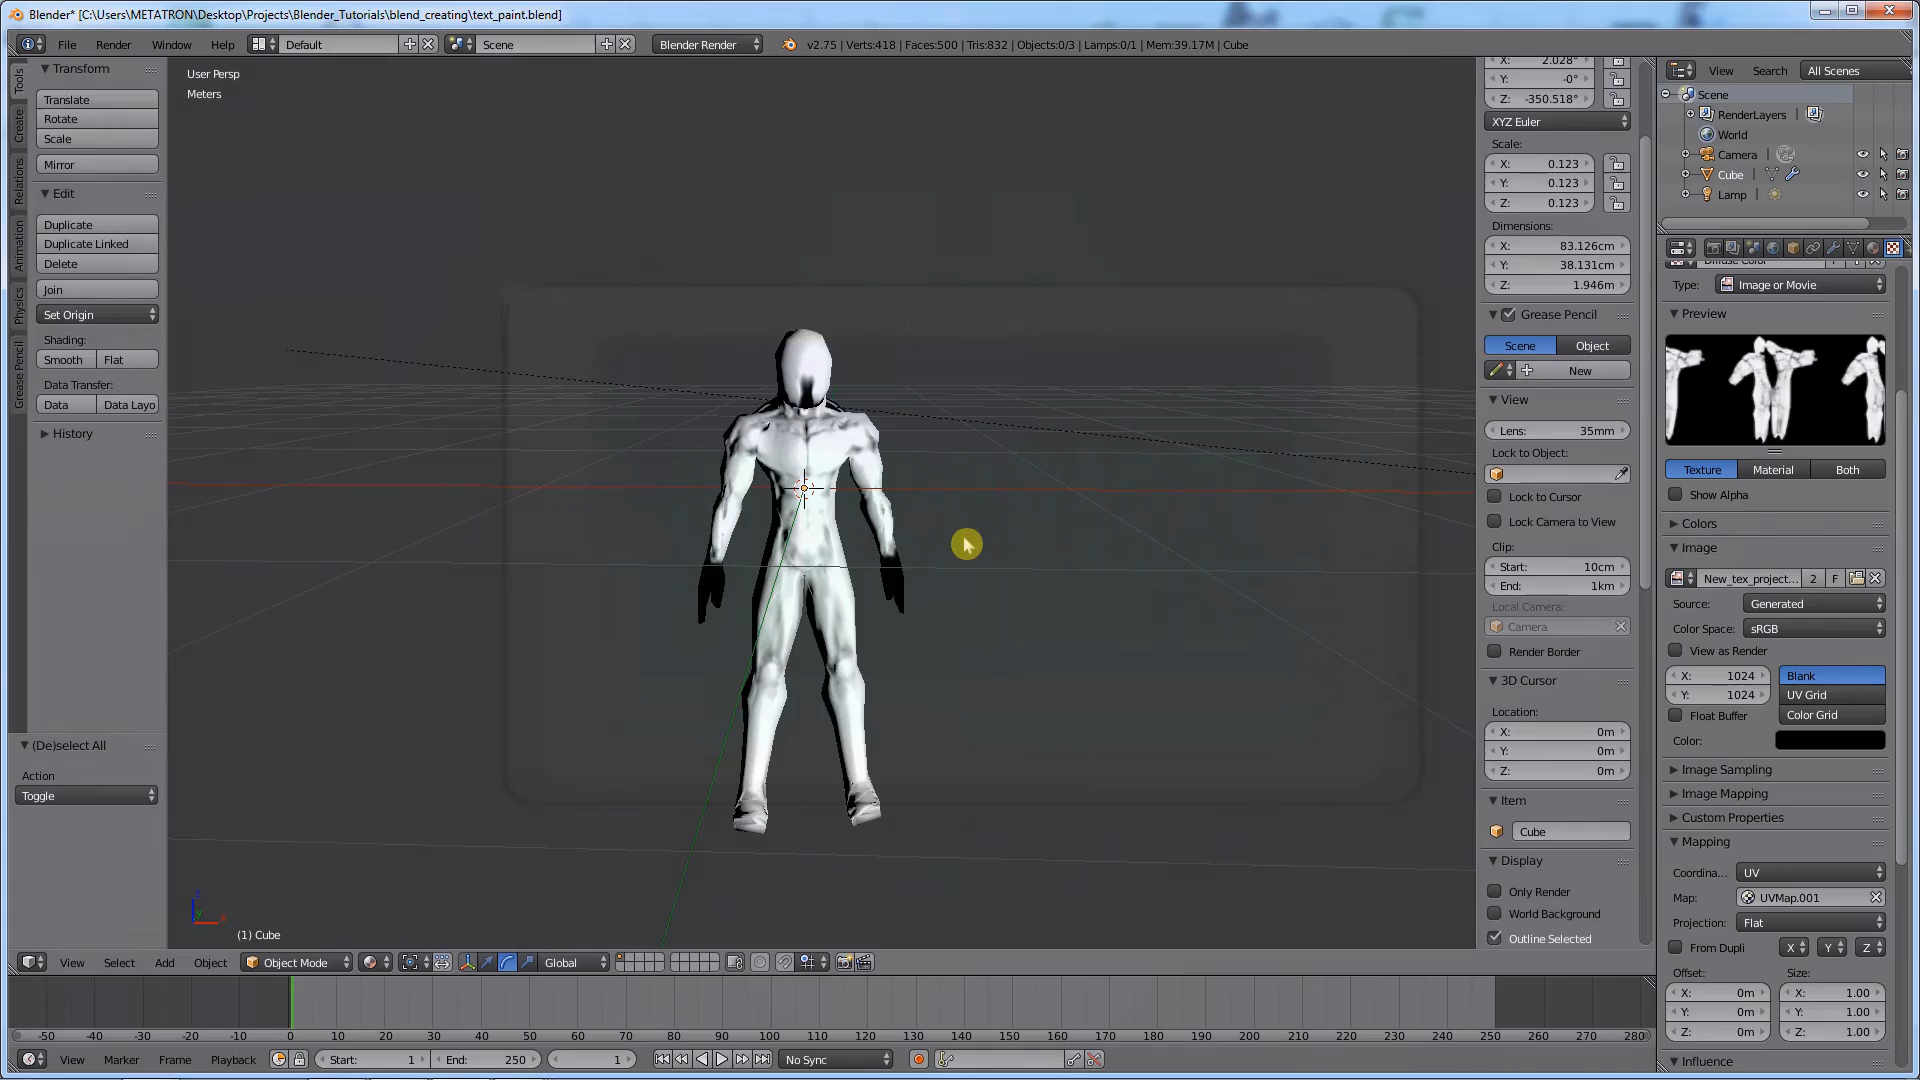 Blender* [C:\Users\METATRON\Desktop\Projects\Blender_Tutorials\blend_creating\text_paint.blend]
File Render Window Help Default Scene Blender Render v2.75 | Verts:418 | Faces:500 | Tris:832 | Objects:0/3 | Lamps:0/1 | Mem:39.17M | Cube
Tools
Create
Relations
Animation
Physics
Grease Pencil
Transform
Translate
Rotate
Scale
Mirror
Edit
Duplicate
Duplicate Linked
Delete
Join
Set Origin
Shading:
Smooth Flat
Data Transfer:
Data Data Layo
History
(De)select All
Action
Toggle
User Persp
Meters
(1) Cube
X: 2.028°
Y: -0°
Z: -350.518°
XYZ Euler
Scale:
X: 0.123
Y: 0.123
Z: 0.123
Dimensions:
X: 83.126cm
Y: 38.131cm
Z: 1.946m
Grease Pencil
Scene Object
New
View
Lens: 35mm
Lock to Object:
Lock to Cursor
Lock Camera to View
Clip:
Start: 10cm
End: 1km
Local Camera:
Camera
Render Border
3D Cursor
Location:
X: 0m
Y: 0m
Z: 0m
Item
Cube
Display
Only Render
World Background
Outline Selected
View Search All Scenes
Scene
RenderLayers
World
Camera
Cube
Lamp
Diffuse Color
Type: Image or Movie
Preview
Texture Material Both
Show Alpha
Colors
Image
New_tex_project... 2 F
Source: Generated
Color Space: sRGB
View as Render
X: 1024 Blank
Y: 1024 UV Grid
Float Buffer Color Grid
Color:
Image Sampling
Image Mapping
Custom Properties
Mapping
Coordina... UV
Map: UVMap.001
Projection: Flat
From Dupli X Y Z
Offset: Size:
X: 0m X: 1.00
Y: 0m Y: 1.00
Z: 0m Z: 1.00
Influence
View Select Add Object Object Mode Global
-50 -40 -30 -20 -10 0 10 20 30 40 50 60 70 80 90 100 110 120 130 140 150 160 170 180 190 200 210 220 230 240 250 260 270 280
View Marker Frame Playback Start: 1 End: 250 1 No Sync